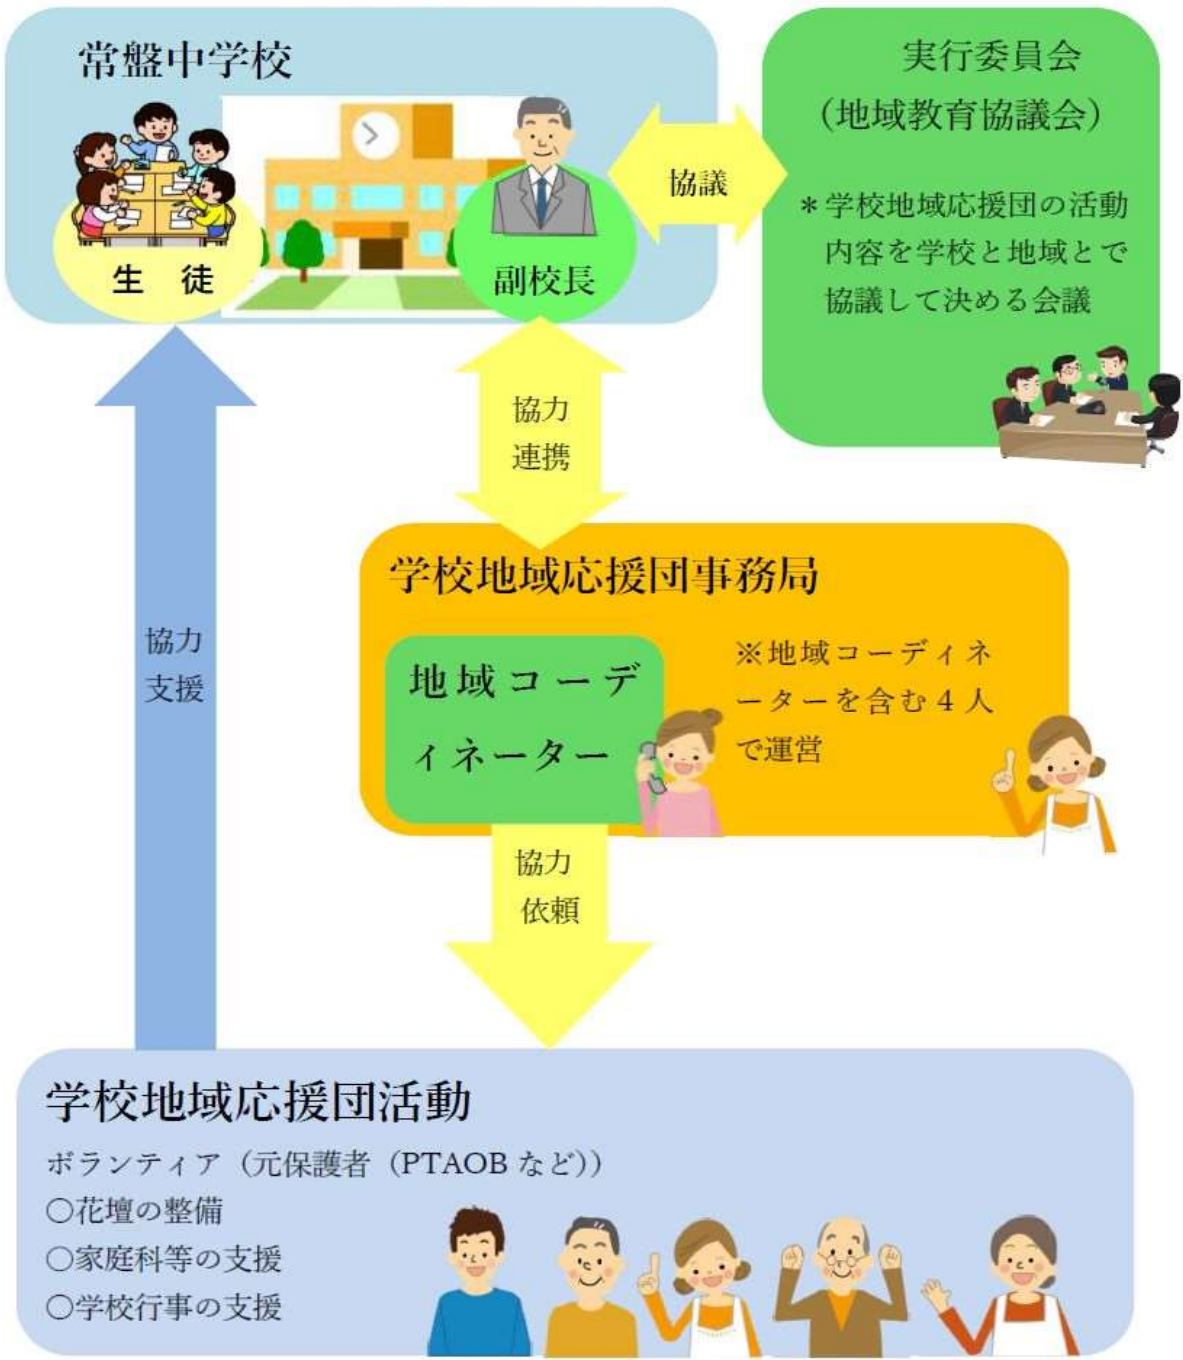 常盤中学校
生　徒
副校長
協議
実行委員会
（地域教育協議会）
＊学校地域応援団の活動
内容を学校と地域とで
協議して決める会議
協力
連携
学校地域応援団事務局
地域コーデ
ィネーター
※地域コーディネ
ーターを含む４人
で運営
協力
支援
協力
依頼
学校地域応援団活動
ボランティア（元保護者（PTAOBなど））
○花壇の整備
○家庭科等の支援
○学校行事の支援